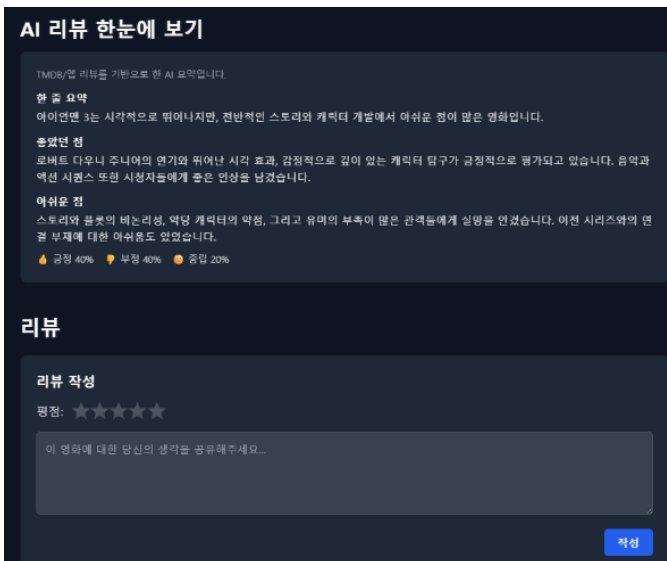 AI 리뷰 한눈에 보기
TMDB/앱 리뷰를 기반으로 한 AI 요약입니다.
한 줄 요약
아이언맨 3는 시각적으로 뛰어나지만, 전반적인 스토리와 캐릭터 개발에서 아쉬운 점이 많은 영화입니다.
좋았던 점
로버트 다우니 주니어의 연기와 뛰어난 시각 효과, 감정적으로 깊이 있는 캐릭터 탐구가 긍정적으로 평가되고 있습니다. 음악과
액션 시퀀스 또한 시청자들에게 좋은 인상을 남겼습니다.
아쉬운 점
스토리와 플롯의 비논리성, 악당 캐릭터의 약점, 그리고 유머의 부족이 많은 관객들에게 실망을 안겼습니다. 이전 시리즈와의 연
결 부재에 대한 아쉬움도 있었습니다.
긍정 40% 부정 40% 중립 20%
리뷰
리뷰 작성
평점:
이 영화에 대한 당신의 생각을 공유해주세요...
작성